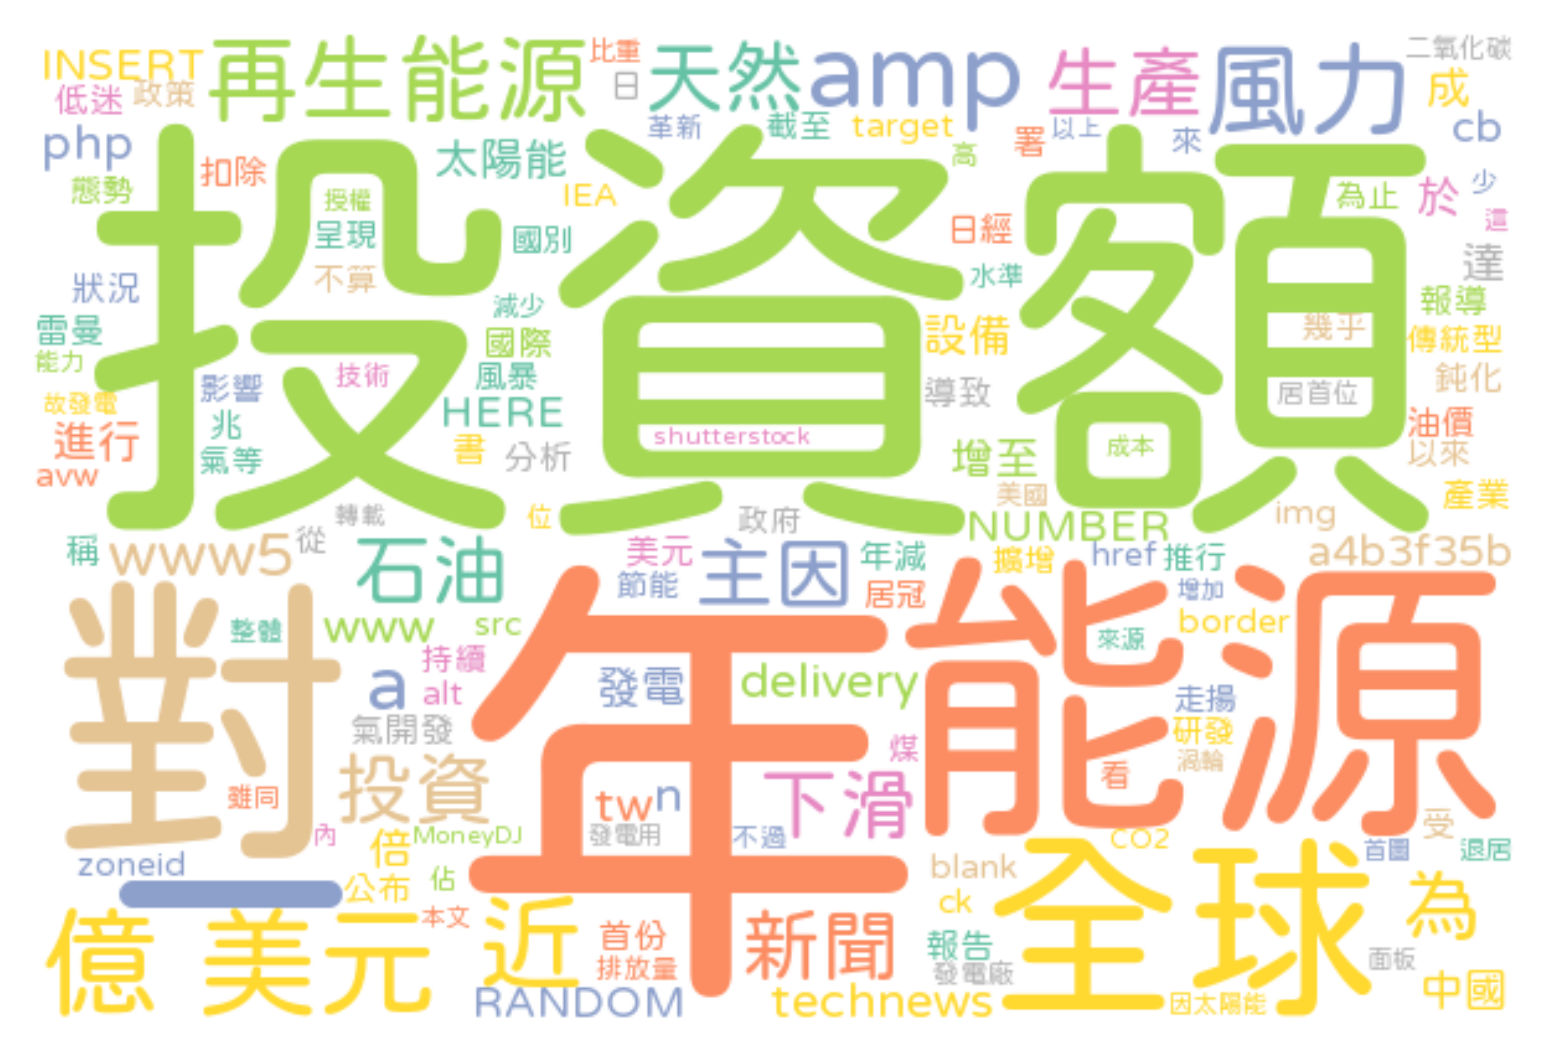 INSERT
再生能源
比重
日
天然
amp
生產
風力
二氧化碳
成
低迷
政策
php
革新
截至
target
署
以上
來
cb
太陽能
高
扣除
態勢
授權
IEA
為止
於
少
這
投資額
呈現
國別
日經
不算
水準
達
狀況
減少
報導
雷曼
國際
設備
幾乎
傳統型
能力
技術
風暴
鈍化
影響
導致
居首位
故發電
兆
HERE
油價
進行
shutterstock
氣等
書
分析
增至
成本
以來
avw
美國
產業
轉載
位
政府
NUMBER
img
稱
www5
從
石油
美元
主因
年減
擴增
href
推行
a4b3f35b
節能
居冠
增加
對
年
能源
整體
www
src
來源
border
持續
a
alt
發電
delivery
走揚
氣開發
煤
研發
渦輪
投資
下滑
看
雖同
tw
n
內
倍
MoneyDJ
發電用
不過
CO2
受
首圖
退居
zoneid
一
公布
佔
blank
全球
為
本文
ck
億
美元
近
首份
新聞
報告
面板
排放量
發電廠
中國
RANDOM
technews
因太陽能